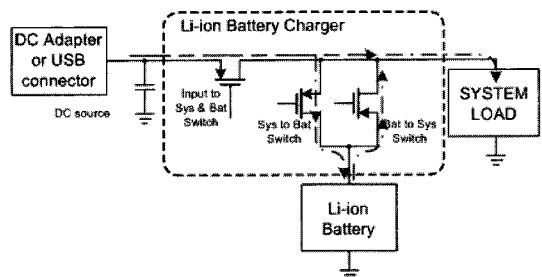 Li-ion Battery Charger
DC Adapter
or USB
connector
DC source
Input to
Sys & Bat
Switch
Sys to Bat
Switch
Bat to Sys
Switch
SYSTEM
LOAD
Li-ion
Battery